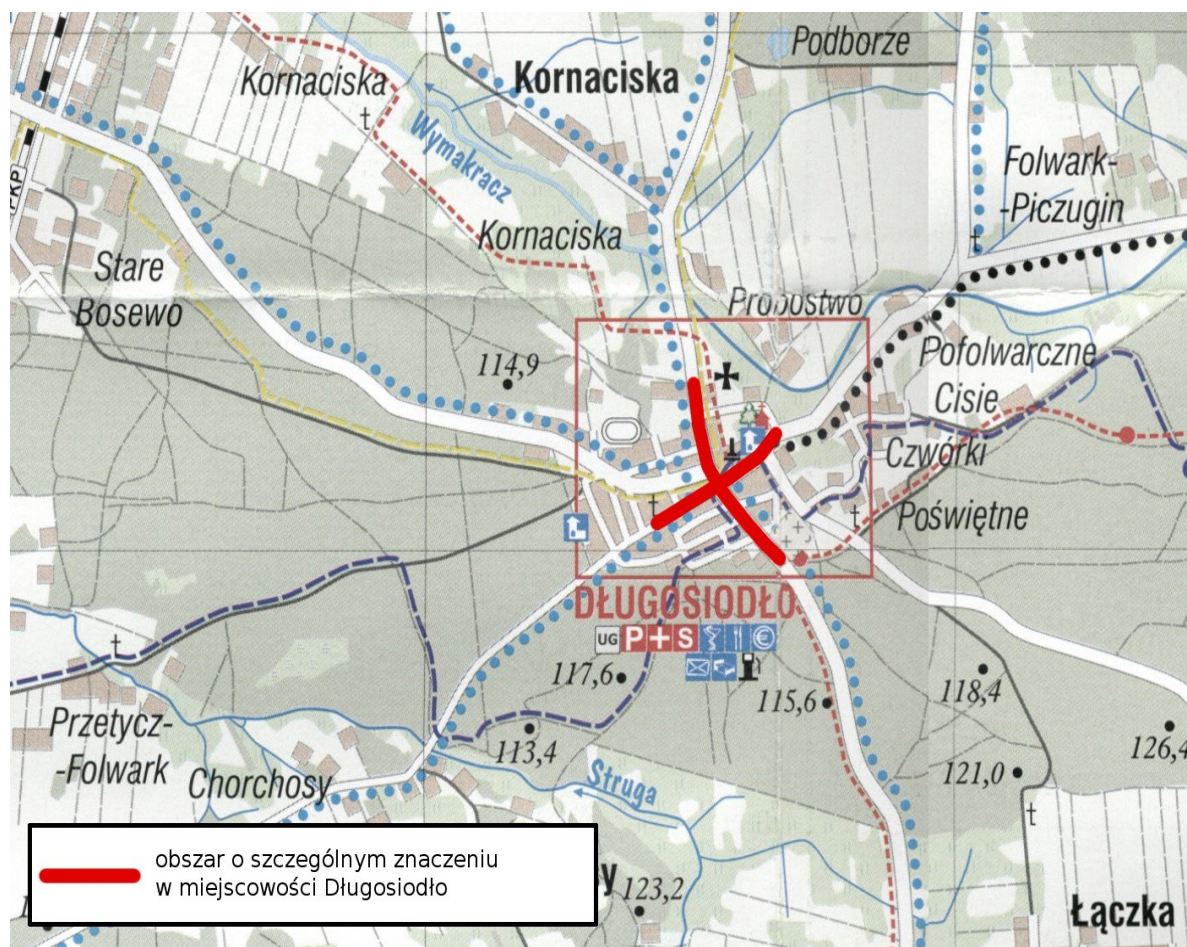 Podborze
Kornaciska
Kornaciska
Wymakracz
Folwark-
-Piczugin
PKP
Kornaciska
Stare
Bosewo
Probostwo
114,9
Pofolwarczne
Cisie
Czwórki
Poświętne
DŁUGOSIODŁO
UG P + S €
117,6
115,6
118,4
113,4
126,4
121,0
Przetycz-
-Folwark
Chorchosy
Struga
obszar o szczególnym znaczeniu
w miejscowości Długosiodło
123,2
Łączka